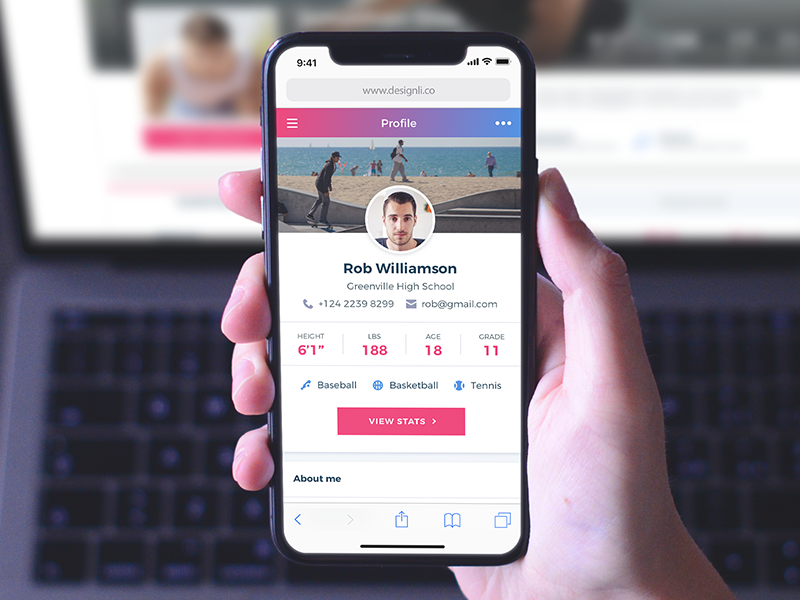 9:41
www.designli.co
Profile
Rob Williamson
Greenville High School
+124 2239 8299 rob@gmail.com
HEIGHT LBS AGE GRADE
6'1" 188 18 11
Baseball Basketball Tennis
VIEW STATS
About me